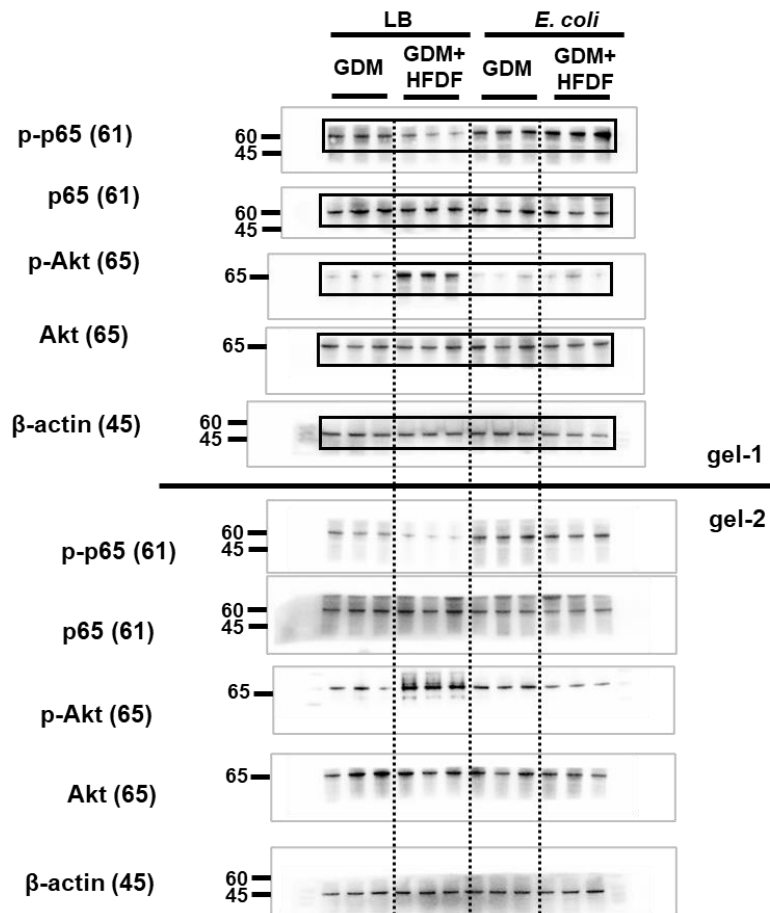 LB E. coli
GDM GDM+ HFDF GDM GDM+ HFDF
p-p65 (61) 60 45
p65 (61) 60 45
p-Akt (65) 65
Akt (65) 65
β-actin (45) 60 45
gel-1
gel-2
p-p65 (61) 60 45
p65 (61) 60 45
p-Akt (65) 65
Akt (65) 65
β-actin (45) 60 45